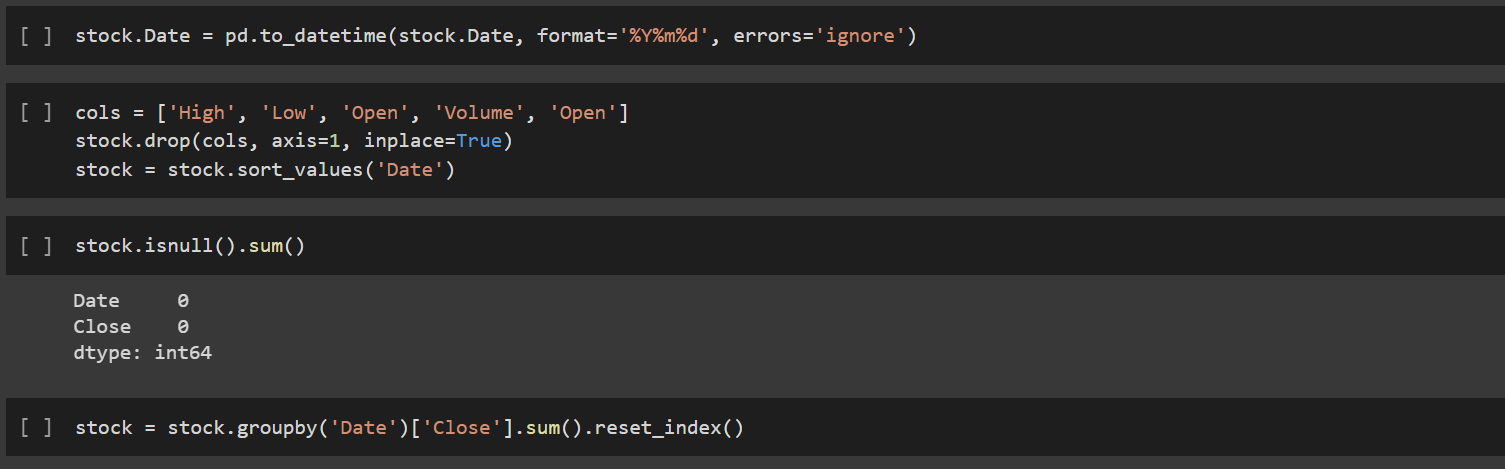 [ ] stock.Date = pd.to_datetime(stock.Date, format='%Y%m%d', errors='ignore')
[ ] cols = ['High', 'Low', 'Open', 'Volume', 'Open']
stock.drop(cols, axis=1, inplace=True)
stock = stock.sort_values('Date')
[ ] stock.isnull().sum()
Date     0
Close    0
dtype: int64
[ ] stock = stock.groupby('Date')['Close'].sum().reset_index()